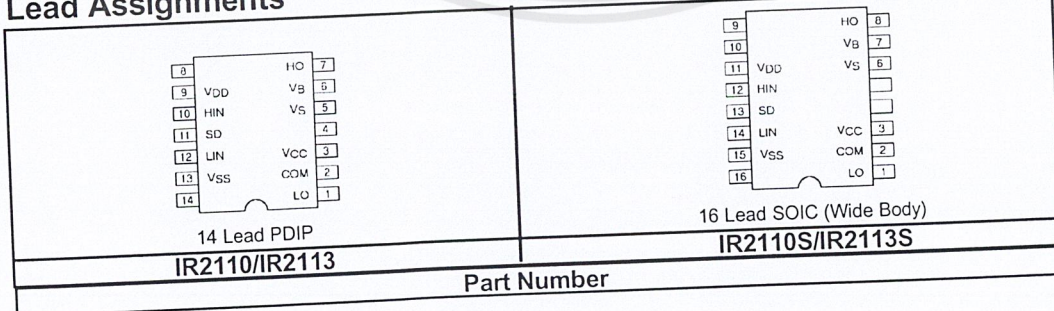 Lead Assignments
8 HO 7
9 VDD VB 6
10 HIN VS 5
11 SD 4
12 LIN VCC 3
13 VSS COM 2
14 LO 1
14 Lead PDIP
IR2110/IR2113
9 HO 8
10 VB 7
11 VDD VS 6
12 HIN
13 SD
14 LIN VCC 3
15 VSS COM 2
16 LO 1
16 Lead SOIC (Wide Body)
IR2110S/IR2113S
Part Number